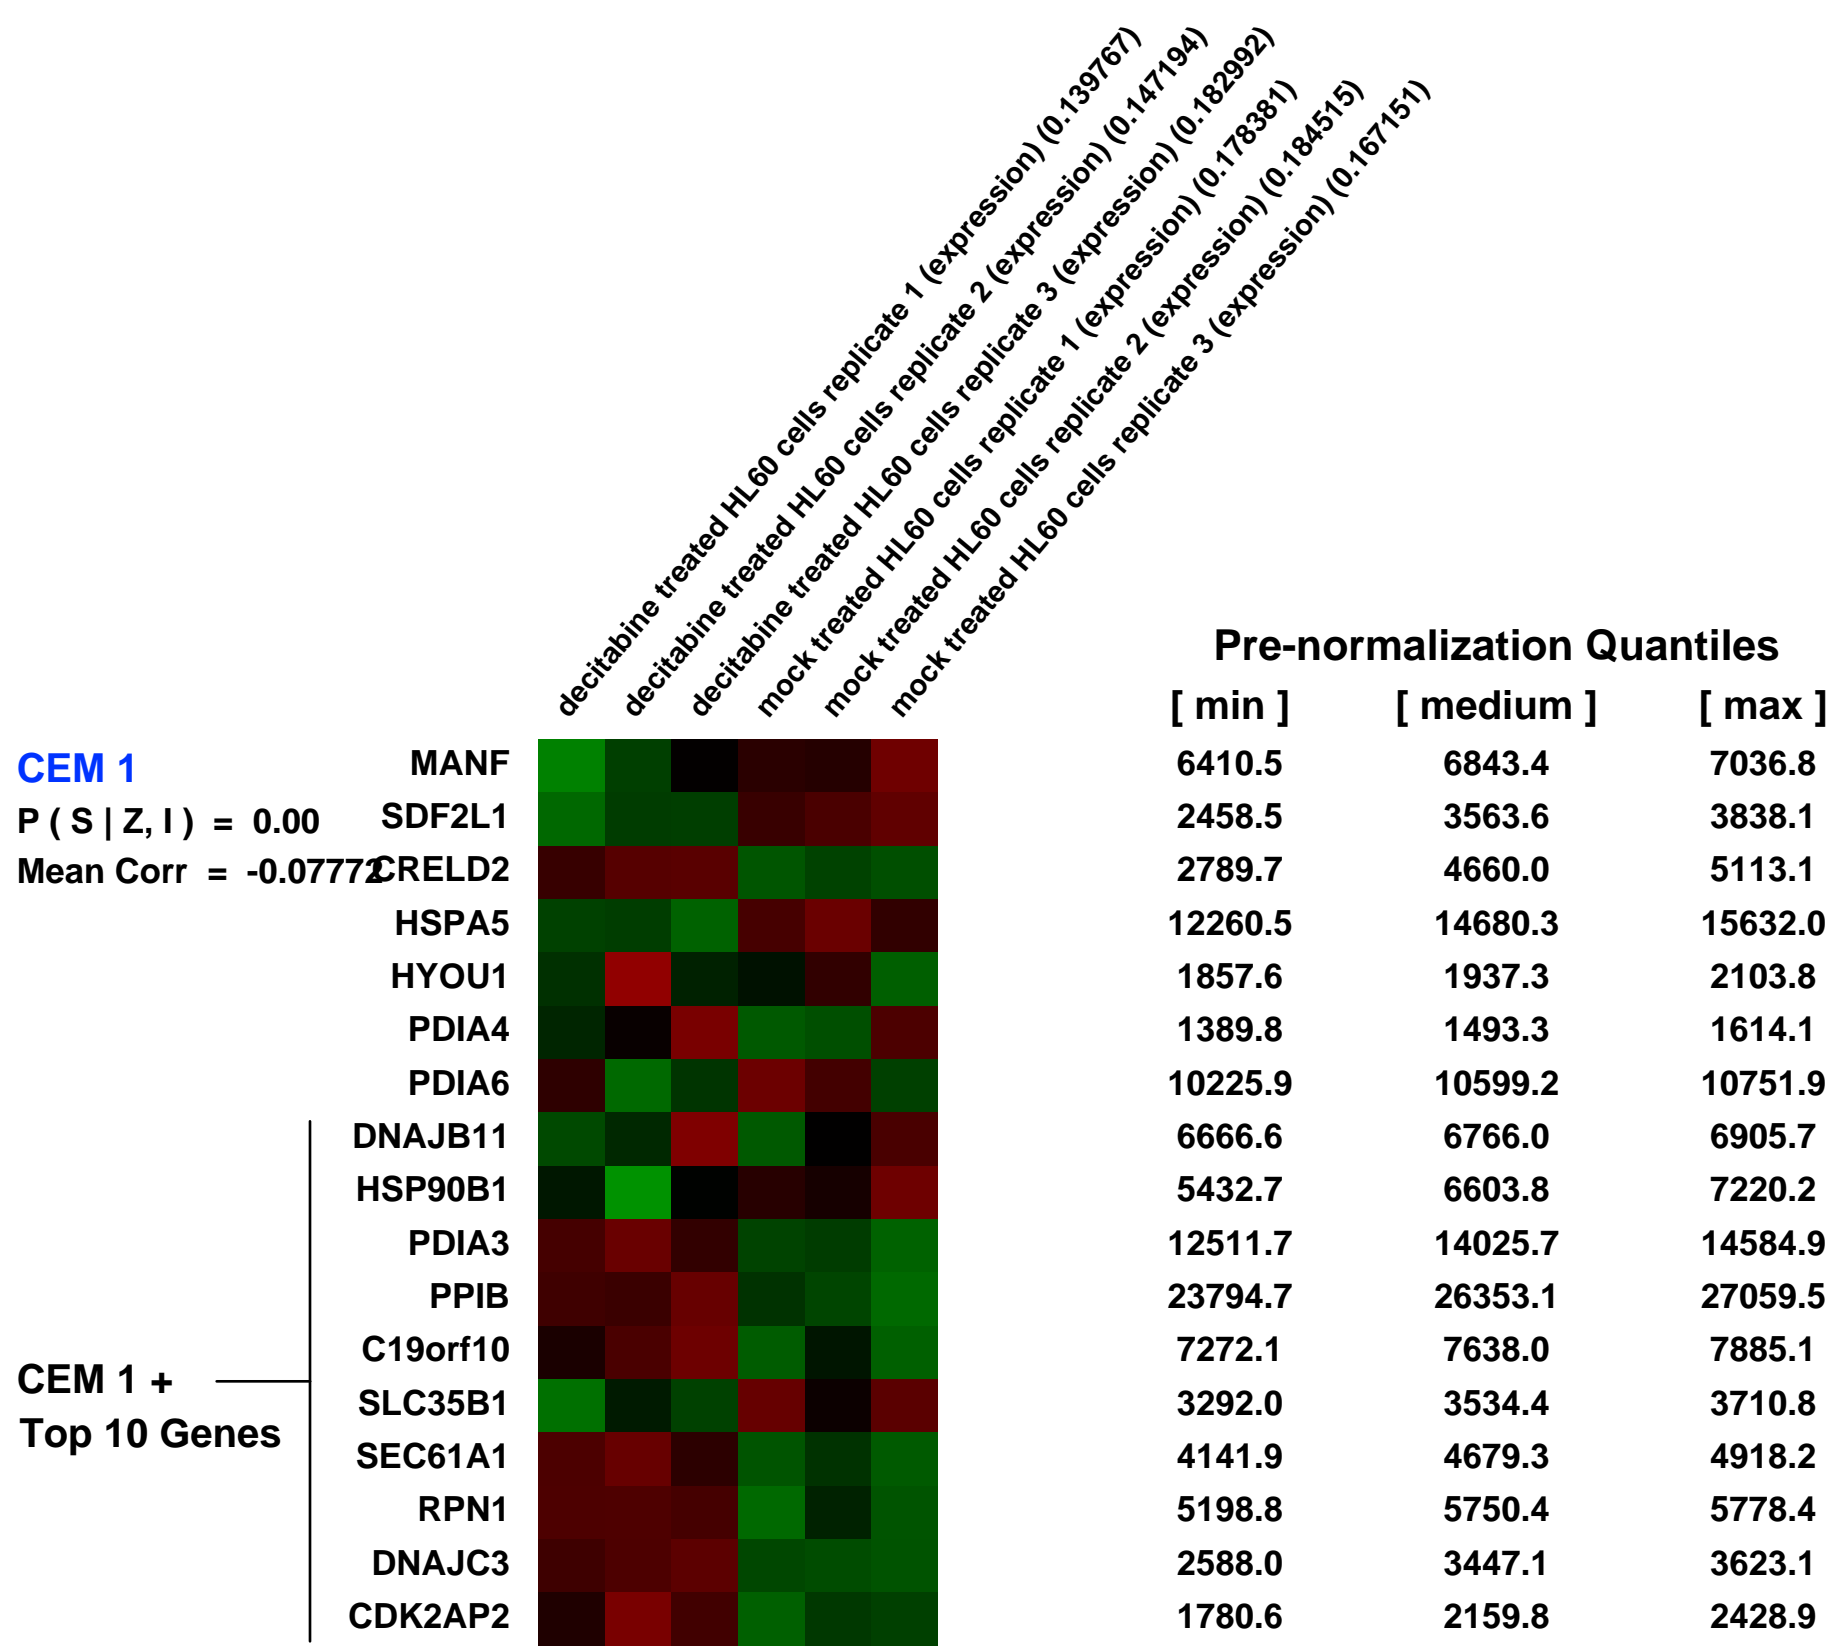 decitabine treated HL60 cells replicate 1 (expression) (0.139767)
decitabine treated HL60 cells replicate 2 (expression) (0.147194)
decitabine treated HL60 cells replicate 3 (expression) (0.182992)
mock treated HL60 cells replicate 1 (expression) (0.178381)
mock treated HL60 cells replicate 2 (expression) (0.184515)
mock treated HL60 cells replicate 3 (expression) (0.167151)
Pre-normalization Quantiles
[ min ] [ medium ] [ max ]
CEM 1
P ( S | Z, I ) = 0.00
Mean Corr = -0.07772
MANF 6410.5 6843.4 7036.8
SDF2L1 2458.5 3563.6 3838.1
CRELD2 2789.7 4660.0 5113.1
HSPA5 12260.5 14680.3 15632.0
HYOU1 1857.6 1937.3 2103.8
PDIA4 1389.8 1493.3 1614.1
PDIA6 10225.9 10599.2 10751.9
CEM 1 +
Top 10 Genes
DNAJB11 6666.6 6766.0 6905.7
HSP90B1 5432.7 6603.8 7220.2
PDIA3 12511.7 14025.7 14584.9
PPIB 23794.7 26353.1 27059.5
C19orf10 7272.1 7638.0 7885.1
SLC35B1 3292.0 3534.4 3710.8
SEC61A1 4141.9 4679.3 4918.2
RPN1 5198.8 5750.4 5778.4
DNAJC3 2588.0 3447.1 3623.1
CDK2AP2 1780.6 2159.8 2428.9